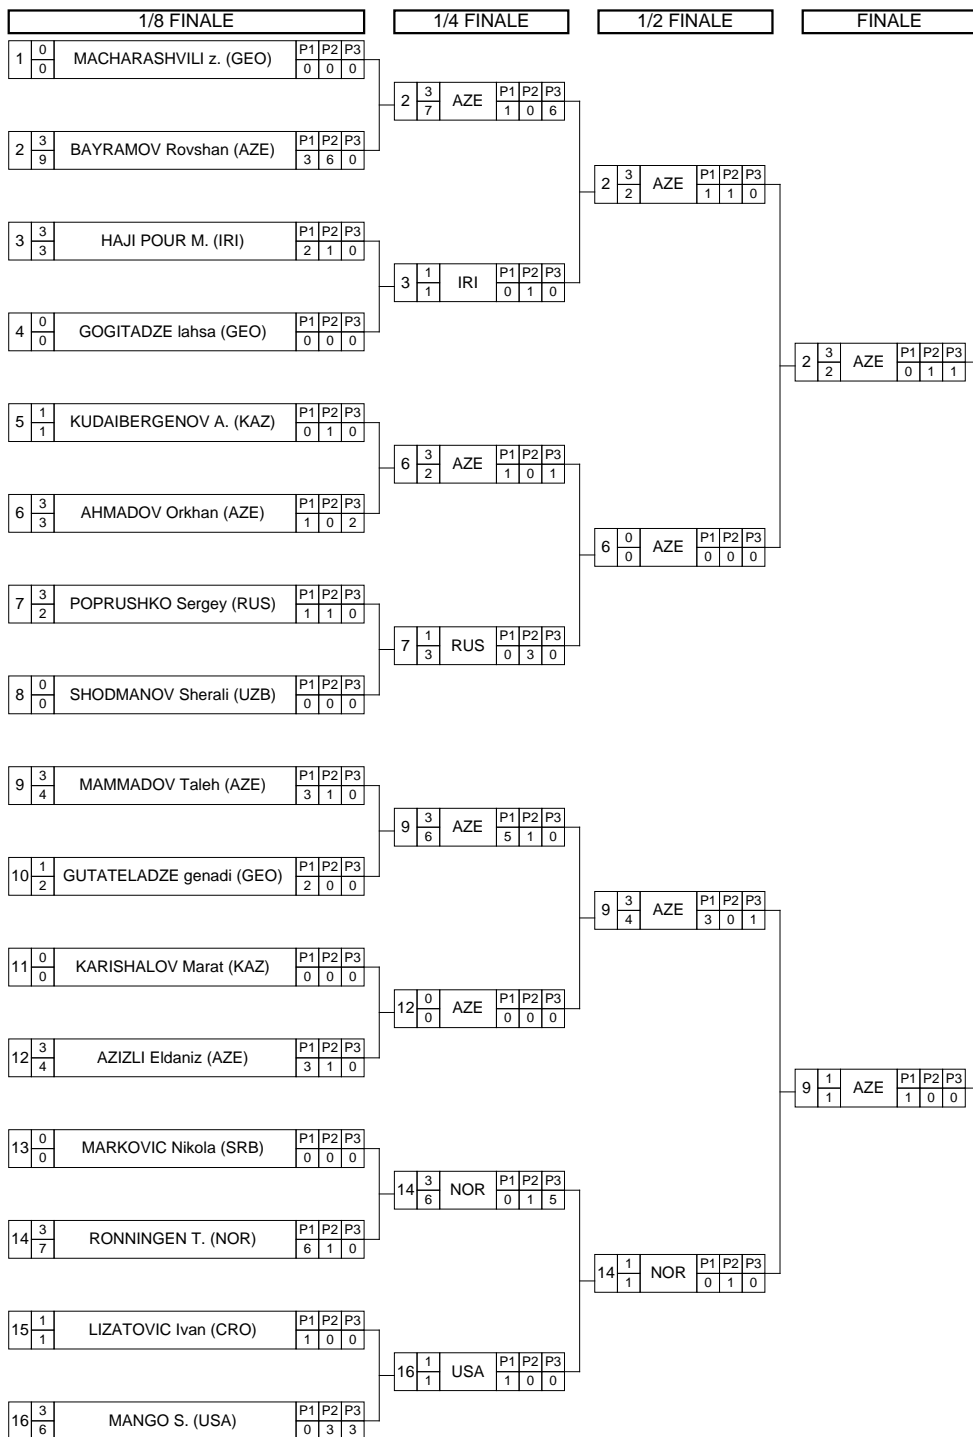 1/8 FINALE 1/4 FINALE 1/2 FINALE FINALE
1 0 0 MACHARASHVILI z. (GEO) P1 P2 P3 0 0 0
2 3 7 AZE P1 P2 P3 1 0 6
2 3 9 BAYRAMOV Rovshan (AZE) P1 P2 P3 3 6 0
2 3 2 AZE P1 P2 P3 1 1 0
3 3 3 HAJI POUR M. (IRI) P1 P2 P3 2 1 0
3 1 1 IRI P1 P2 P3 0 1 0
4 0 0 GOGITADZE lahsa (GEO) P1 P2 P3 0 0 0
2 3 2 AZE P1 P2 P3 0 1 1
5 1 1 KUDAIBERGENOV A. (KAZ) P1 P2 P3 0 1 0
6 3 2 AZE P1 P2 P3 1 0 1
6 3 3 AHMADOV Orkhan (AZE) P1 P2 P3 1 0 2
6 0 0 AZE P1 P2 P3 0 0 0
7 3 2 POPRUSHKO Sergey (RUS) P1 P2 P3 1 1 0
7 1 3 RUS P1 P2 P3 0 3 0
8 0 0 SHODMANOV Sherali (UZB) P1 P2 P3 0 0 0
9 3 4 MAMMADOV Taleh (AZE) P1 P2 P3 3 1 0
9 3 6 AZE P1 P2 P3 5 1 0
10 1 2 GUTATELADZE genadi (GEO) P1 P2 P3 2 0 0
9 3 4 AZE P1 P2 P3 3 0 1
11 0 0 KARISHALOV Marat (KAZ) P1 P2 P3 0 0 0
12 0 0 AZE P1 P2 P3 0 0 0
12 3 4 AZIZLI Eldaniz (AZE) P1 P2 P3 3 1 0
9 1 1 AZE P1 P2 P3 1 0 0
13 0 0 MARKOVIC Nikola (SRB) P1 P2 P3 0 0 0
14 3 6 NOR P1 P2 P3 0 1 5
14 3 7 RONNINGEN T. (NOR) P1 P2 P3 6 1 0
14 1 1 NOR P1 P2 P3 0 1 0
15 1 1 LIZATOVIC Ivan (CRO) P1 P2 P3 1 0 0
16 1 1 USA P1 P2 P3 1 0 0
16 3 6 MANGO S. (USA) P1 P2 P3 0 3 3